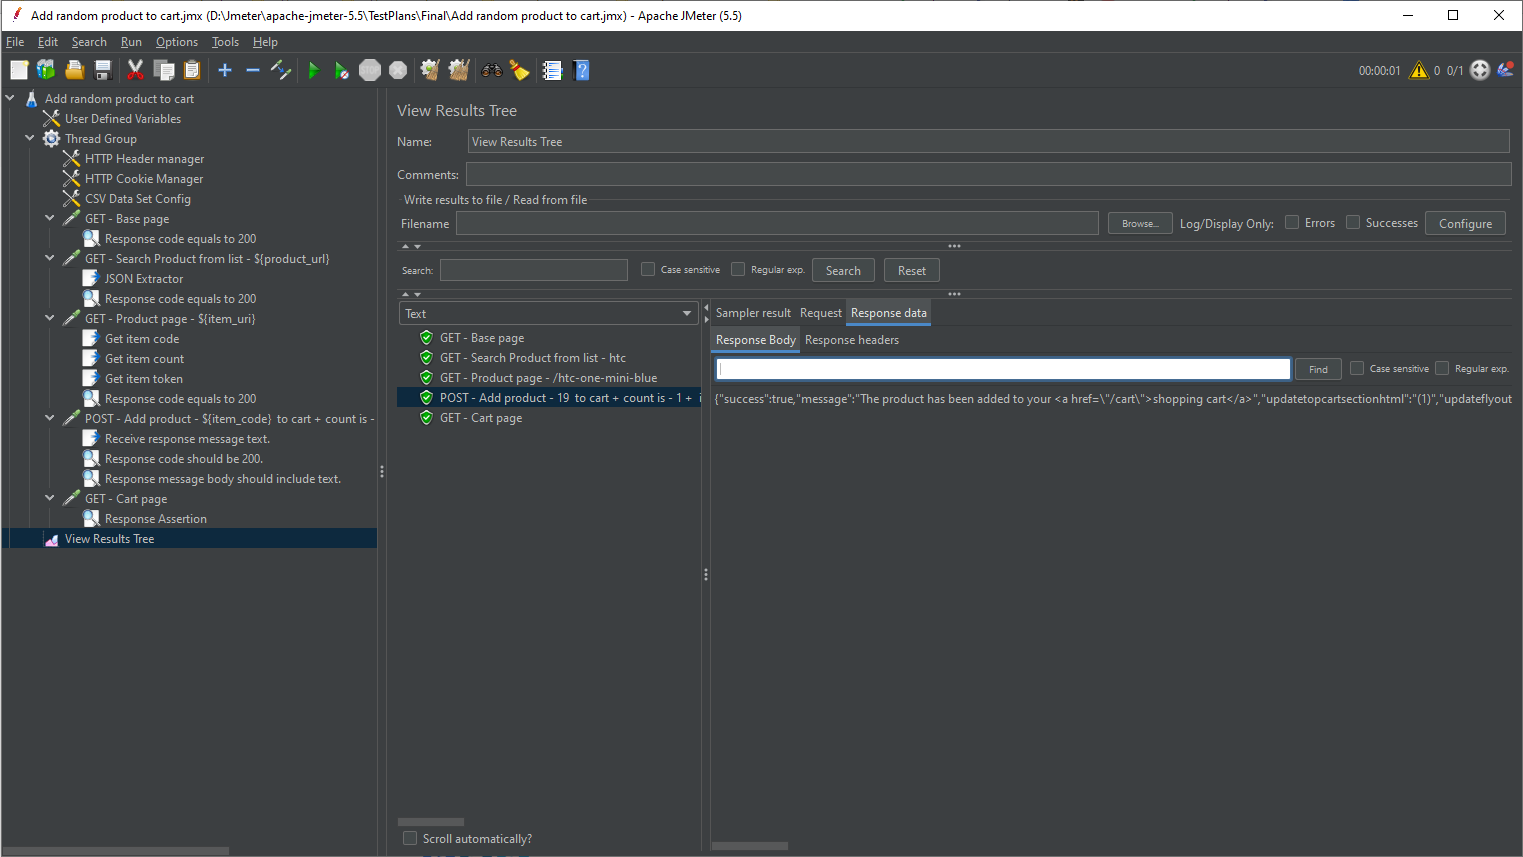 Add random product to cart.jmx (D:\Jmeter\apache-jmeter-5.5\TestPlans\Final\Add random product to cart.jmx) - Apache JMeter (5.5)
File Edit Search Run Options Tools Help
STOP
00:00:01 0 0/1
Add random product to cart
User Defined Variables
Thread Group
HTTP Header manager
HTTP Cookie Manager
CSV Data Set Config
GET - Base page
Response code equals to 200
GET - Search Product from list - ${product_url}
JSON Extractor
Response code equals to 200
GET - Product page - ${item_uri}
Get item code
Get item count
Get item token
Response code equals to 200
POST - Add product - ${item_code} to cart + count is -
Receive response message text.
Response code should be 200.
Response message body should include text.
GET - Cart page
Response Assertion
View Results Tree
View Results Tree
Name: View Results Tree
Comments:
Write results to file / Read from file
Filename Browse... Log/Display Only: Errors Successes Configure
Search: Case sensitive Regular exp. Search Reset
Text
GET - Base page
GET - Search Product from list - htc
GET - Product page - /htc-one-mini-blue
POST - Add product - 19 to cart + count is - 1 + i
GET - Cart page
Scroll automatically?
Sampler result Request Response data
Response Body Response headers
Find Case sensitive Regular exp.
{"success":true,"message":"The product has been added to your <a href=\"/cart\">shopping cart</a>","updatetopcartsectionhtml":"(1)","updateflyout